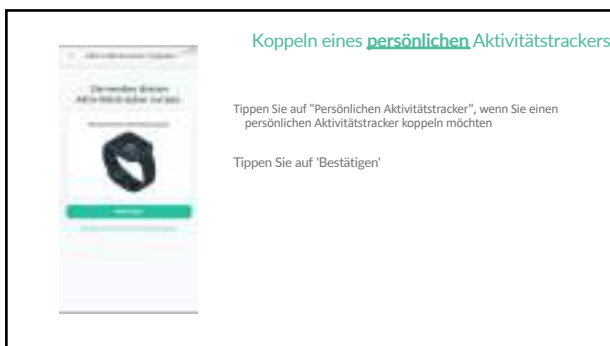 Koppeln eines persönlichen Aktivitätstrackers
Tippen Sie auf "Persönlichen Aktivitätstracker", wenn Sie einen
persönlichen Aktivitätstracker koppeln möchten
Tippen Sie auf 'Bestätigen'